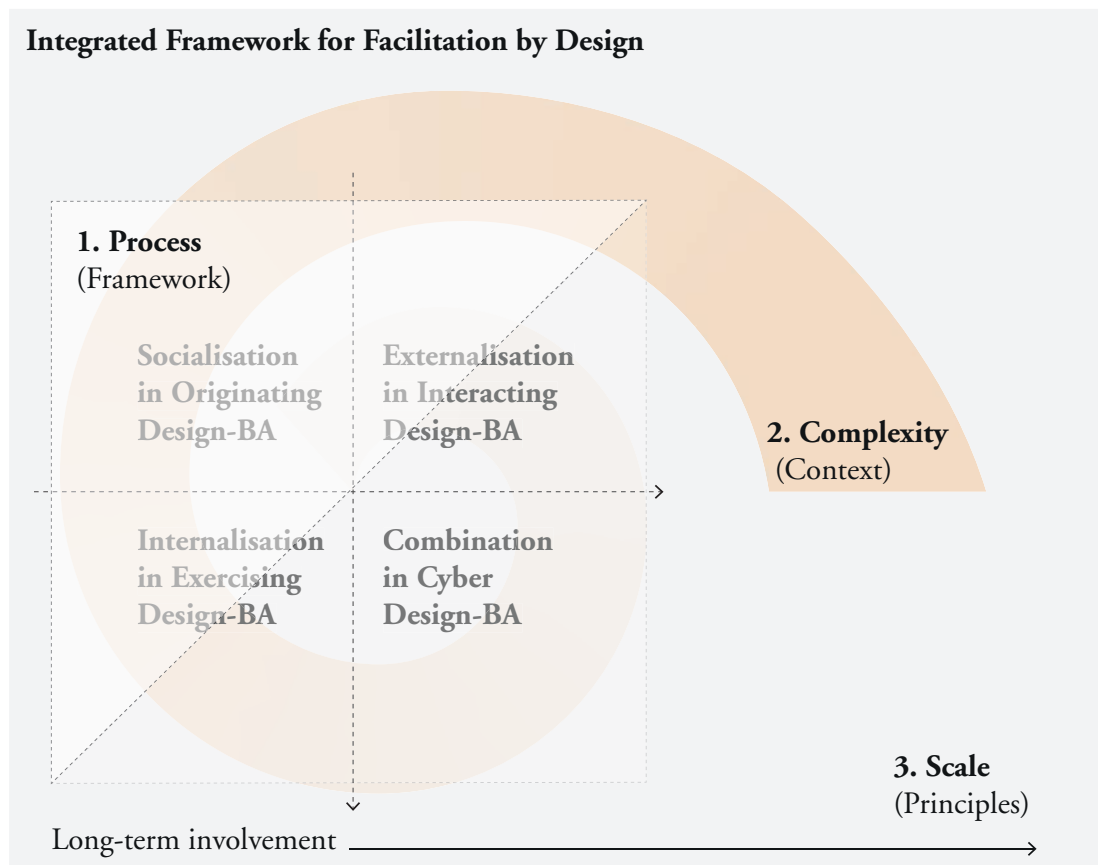 Integrated Framework for Facilitation by Design
1. Process
(Framework)
Socialisation
in Originating
Design-BA
Externalisation
in Interacting
Design-BA
2. Complexity
(Context)
Internalisation
in Exercising
Design-BA
Combination
in Cyber
Design-BA
3. Scale
(Principles)
Long-term involvement